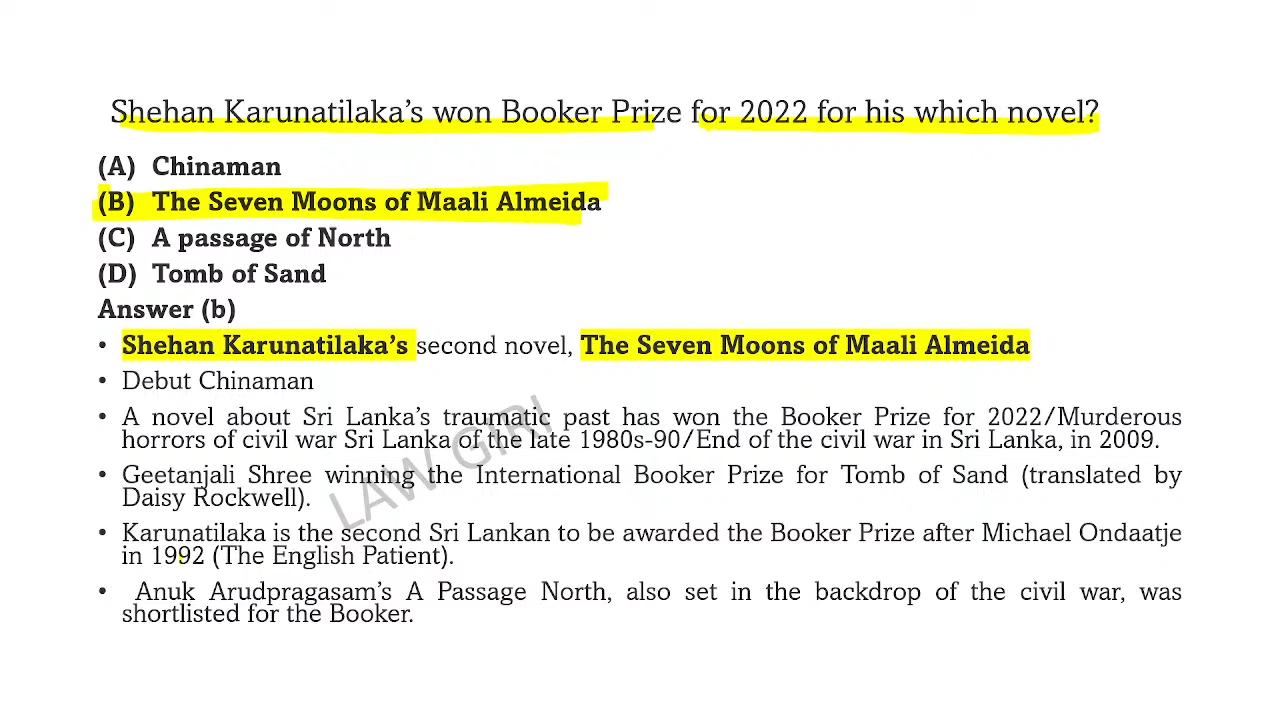 Shehan Karunatilaka’s won Booker Prize for 2022 for his which novel?
(A) Chinaman
(B) The Seven Moons of Maali Almeida
(C) A passage of North
(D) Tomb of Sand
Answer (b)
• Shehan Karunatilaka’s second novel, The Seven Moons of Maali Almeida
• Debut Chinaman
• A novel about Sri Lanka’s traumatic past has won the Booker Prize for 2022/Murderous
horrors of civil war Sri Lanka of the late 1980s-90/End of the civil war in Sri Lanka, in 2009.
• Geetanjali Shree winning the International Booker Prize for Tomb of Sand (translated by
Daisy Rockwell).
• Karunatilaka is the second Sri Lankan to be awarded the Booker Prize after Michael Ondaatje
in 1992 (The English Patient).
• Anuk Arudpragasam’s A Passage North, also set in the backdrop of the civil war, was
shortlisted for the Booker.
LAW GIRI